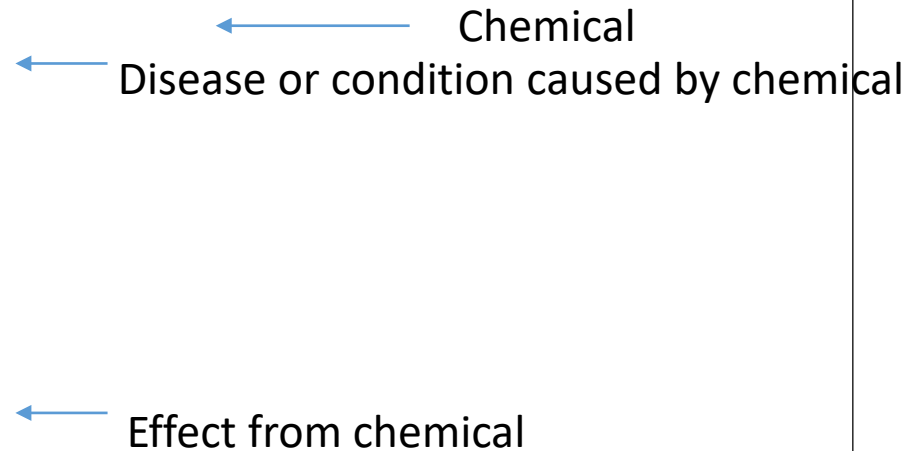 Chemical
Disease or condition caused by chemical
Effect from chemical